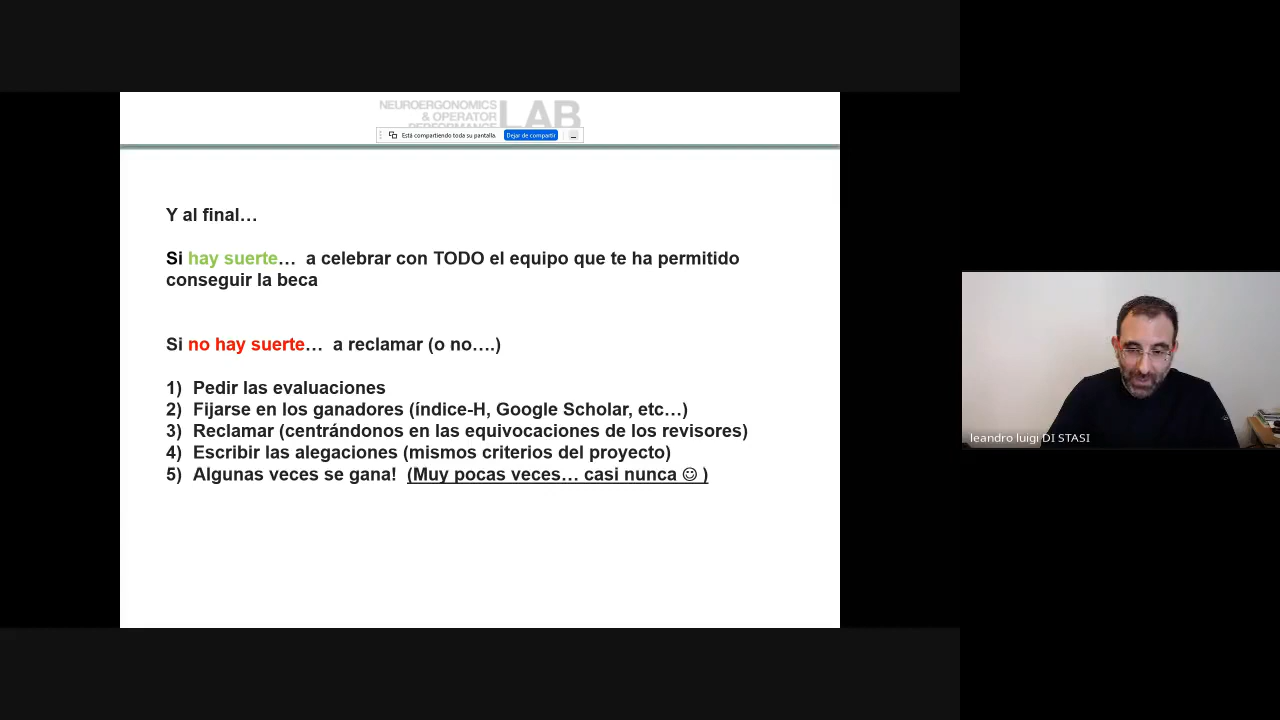 NEUROERGONOMICS
& OPERATOR
PERFORMANCE
LAB
Está compartiendo toda su pantalla.
Dejar de compartir
Y al final…
Si hay suerte… a celebrar con TODO el equipo que te ha permitido
conseguir la beca
Si no hay suerte… a reclamar (o no….)
1) Pedir las evaluaciones
2) Fijarse en los ganadores (índice-H, Google Scholar, etc…)
3) Reclamar (centrándonos en las equivocaciones de los revisores)
4) Escribir las alegaciones (mismos criterios del proyecto)
5) Algunas veces se gana! (Muy pocas veces… casi nunca ☺ )
leandro luigi DI STASI